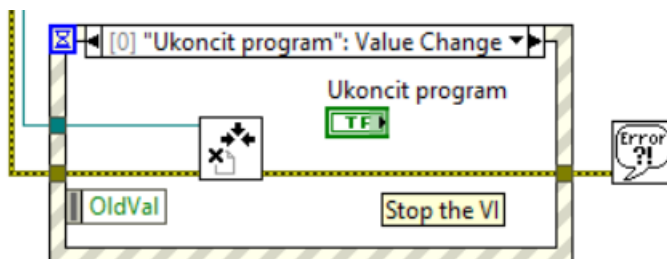 [0] "Ukoncit program": Value Change
Ukoncit program
TF
Error
?!
OldVal
Stop the VI